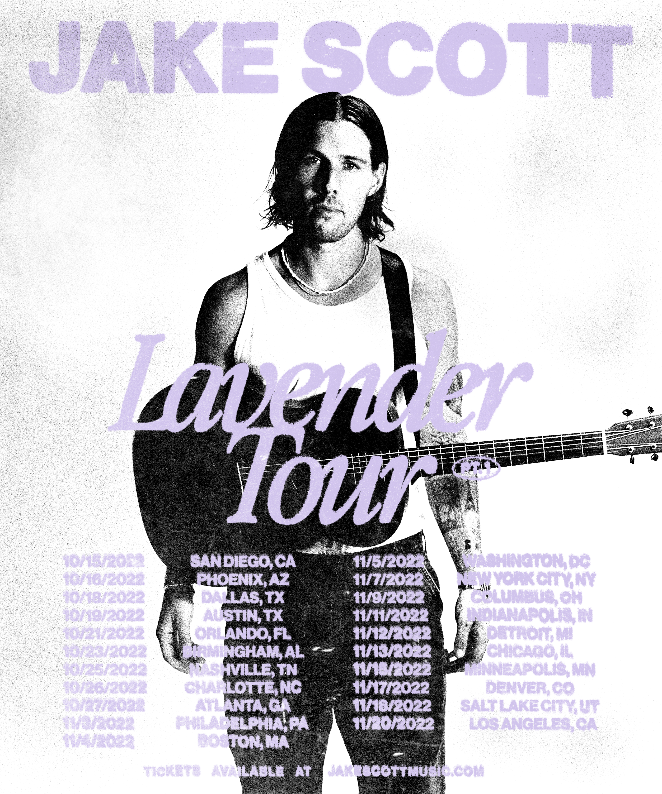 JAKE SCOTT
Lavender
Tour PT.1
10/15/2022 SAN DIEGO, CA
10/16/2022 PHOENIX, AZ
10/18/2022 DALLAS, TX
10/19/2022 AUSTIN, TX
10/21/2022 ORLANDO, FL
10/23/2022 BIRMINGHAM, AL
10/25/2022 NASHVILLE, TN
10/26/2022 CHARLOTTE, NC
10/27/2022 ATLANTA, GA
11/3/2022 PHILADELPHIA, PA
11/4/2022 BOSTON, MA
11/5/2022 WASHINGTON, DC
11/7/2022 NEW YORK CITY, NY
11/9/2022 COLUMBUS, OH
11/11/2022 INDIANAPOLIS, IN
11/12/2022 DETROIT, MI
11/13/2022 CHICAGO, IL
MINNEAPOLIS, MN
11/17/2022 DENVER, CO
11/18/2022 SALT LAKE CITY, UT
11/20/2022 LOS ANGELES, CA
TICKETS AVAILABLE AT JAKESCOTTMUSIC.COM